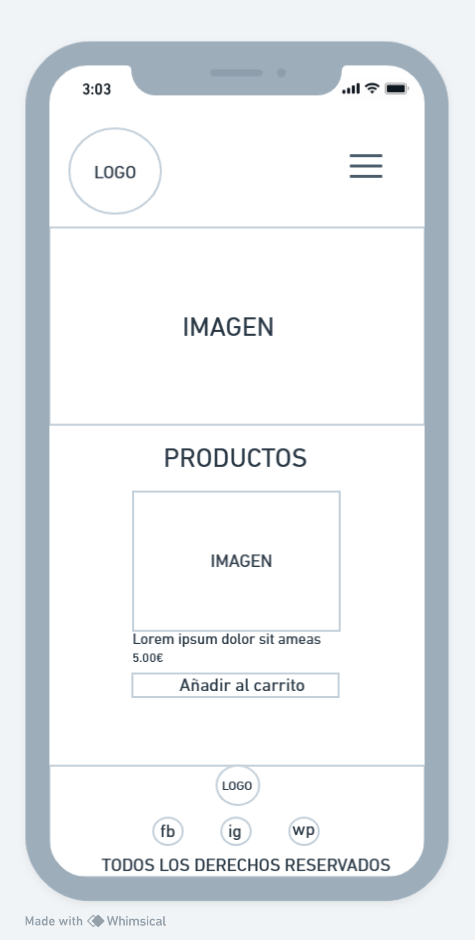 3:03
LOGO
IMAGEN
PRODUCTOS
IMAGEN
Lorem ipsum dolor sit ameas
5.00€
Añadir al carrito
LOGO
fb ig wp
TODOS LOS DERECHOS RESERVADOS
Made with Whimsical